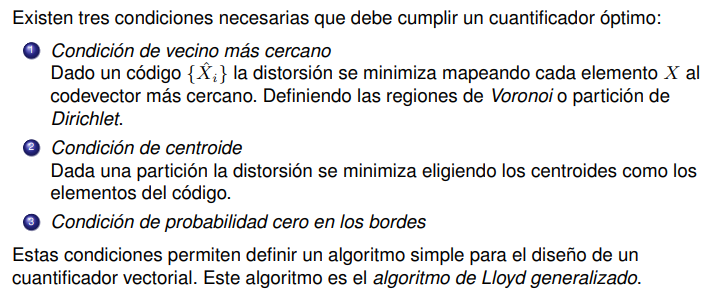 Existen tres condiciones necesarias que debe cumplir un cuantificador óptimo:
1 Condición de vecino más cercano
Dado un código {X̂ᵢ} la distorsión se minimiza mapeando cada elemento X al
codevector más cercano. Definiendo las regiones de Voronoi o partición de
Dirichlet.
2 Condición de centroide
Dada una partición la distorsión se minimiza eligiendo los centroides como los
elementos del código.
3 Condición de probabilidad cero en los bordes
Estas condiciones permiten definir un algoritmo simple para el diseño de un
cuantificador vectorial. Este algoritmo es el algoritmo de Lloyd generalizado.